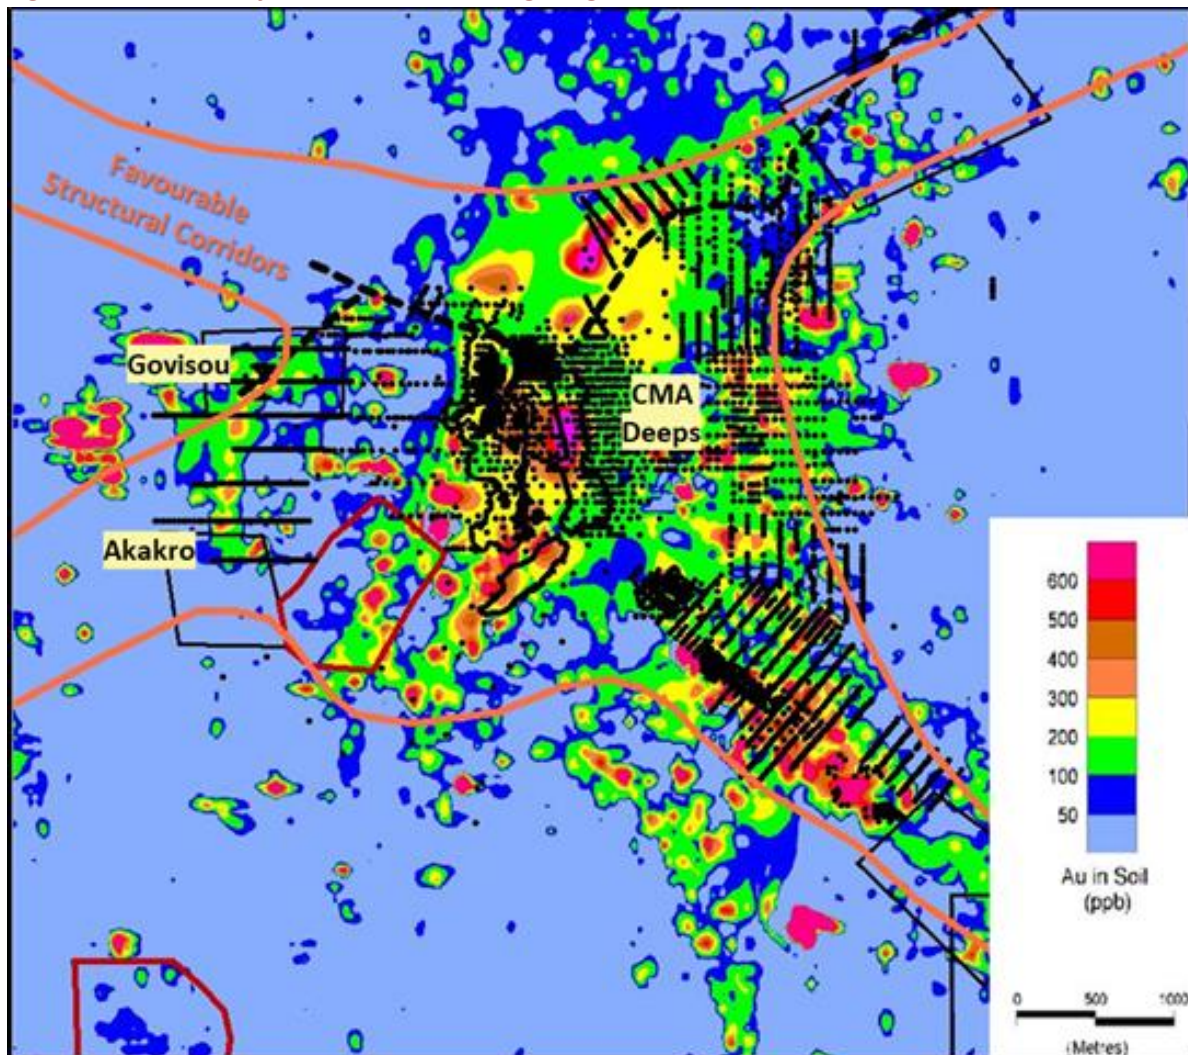 Favourable
Structural Corridors
Govisou
CMA
Deeps
Akakro
600
500
400
300
200
100
50
Au in Soil
(ppb)
0 500 1000
(Metres)